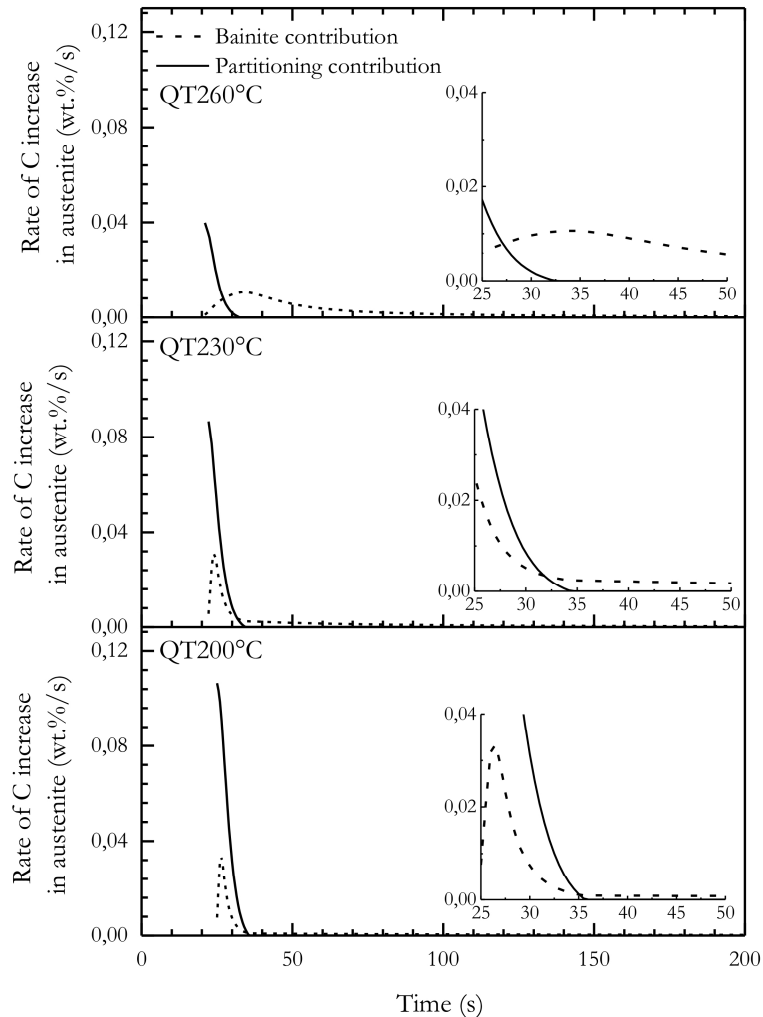 0,12
Bainite contribution
Partitioning contribution
QT260°C
0,08
0,04
0,00
Rate of C increase
in austenite (wt.%/s)
0,04
0,02
0,00
25 30 35 40 45 50
QT230°C
0,12
0,08
0,04
0,00
Rate of C increase
in austenite (wt.%/s)
0,04
0,02
0,00
25 30 35 40 45 50
QT200°C
0,12
0,08
0,04
0,00
Rate of C increase
in austenite (wt.%/s)
0,04
0,02
0,00
25 30 35 40 45 50
0 50 100 150 200
Time (s)